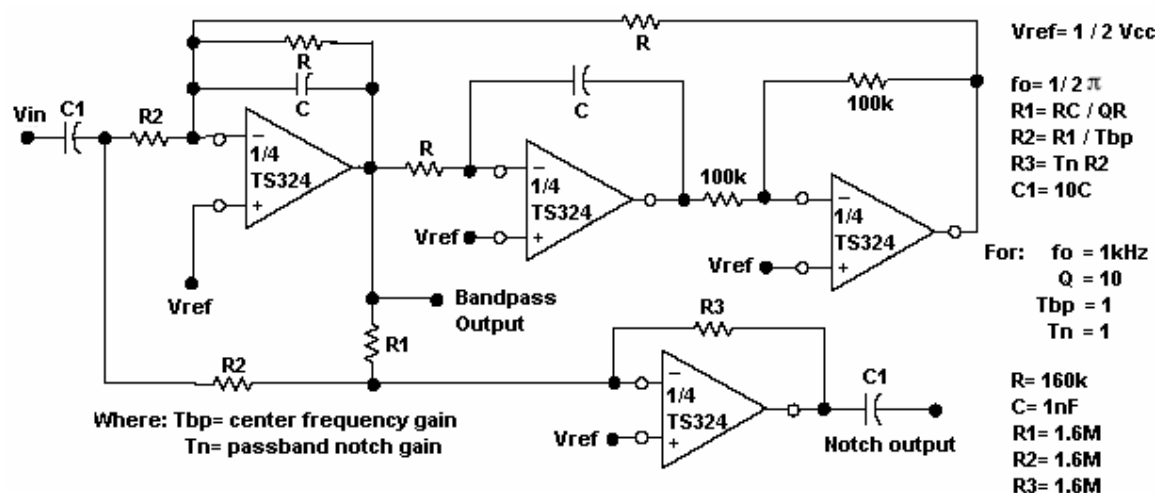 R
Vref= 1 / 2 Vcc
R
C
C
100k
fo= 1/ 2 π
R1= RC / QR
R2= R1 / Tbp
R3= Tn R2
C1= 10C
Vin
C1
R2
−
1/4
TS324
+
R
−
1/4
TS324
+
100k
−
1/4
TS324
+
Vref
Vref
Vref
For: fo = 1kHz
Q = 10
Tbp = 1
Tn = 1
Bandpass
Output
R1
R3
R2
−
1/4
TS324
+
C1
Vref
Notch output
Where: Tbp= center frequency gain
Tn= passband notch gain
R= 160k
C= 1nF
R1= 1.6M
R2= 1.6M
R3= 1.6M